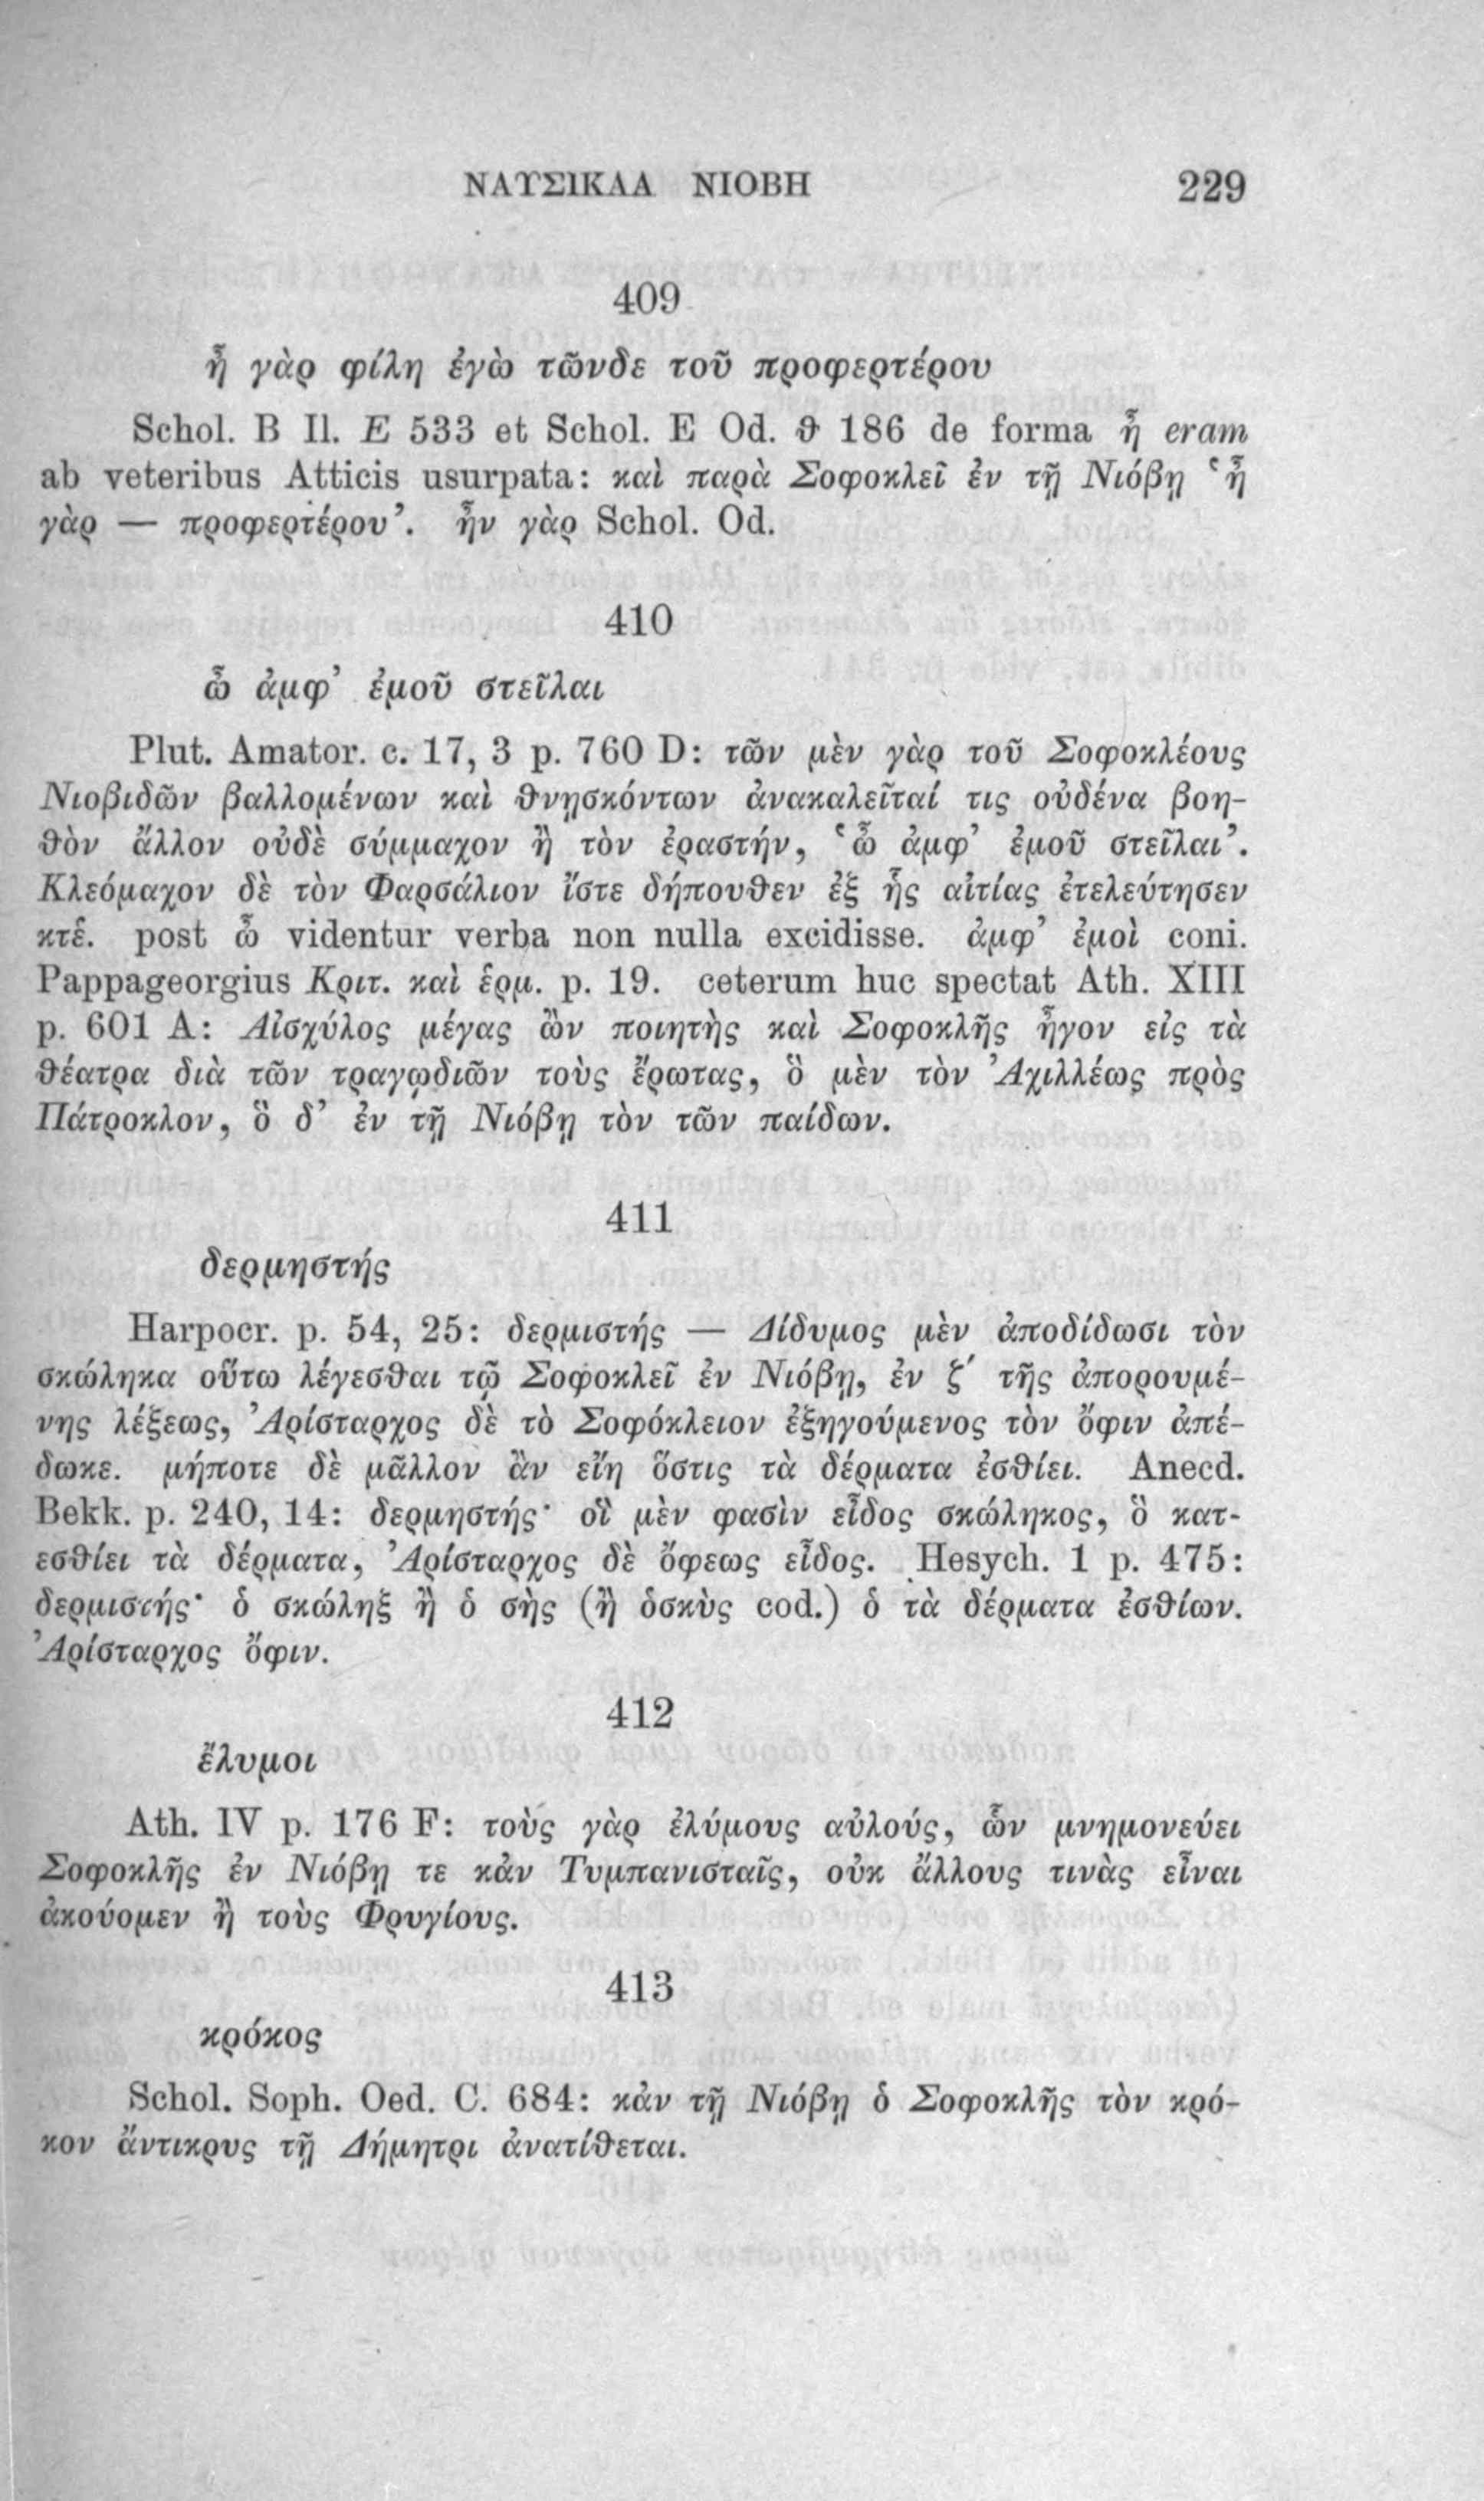 ΝΑΥΣΙΚΑΑ ΝΙΟΒΗ 229
409
ἦ γὰρ φίλη ἐγὼ τῶνδε τοῦ προφερτέρου
Schol. B Il. E 533 et Schol. E Od. ϑ 186 de forma ἦ eram
ab veteribus Atticis usurpata: καὶ παρὰ Σοφοκλεῖ ἐν τῇ Νιόβῃ ‘ἦ
γὰρ — προφερτέρου’. ἦν γὰρ Schol. Od.
410
ὦ ἀμφ’ ἐμοῦ στεῖλαι
Plut. Amator. c. 17, 3 p. 760 D: τῶν μὲν γὰρ τοῦ Σοφοκλέους
Νιοβιδῶν βαλλομένων καὶ ϑνῃσκόντων ἀνακαλεῖταί τις οὐδένα βοη-
ϑὸν ἄλλον οὐδὲ σύμμαχον ἢ τὸν ἐραστήν, ‘ὦ ἀμφ’ ἐμοῦ στεῖλαι’.
Κλεόμαχον δὲ τὸν Φαρσάλιον ἴστε δήπουϑεν ἐξ ἧς αἰτίας ἐτελεύτησεν
κτἑ. post ὦ videntur verba non nulla excidisse. ἀμφ’ ἐμοὶ coni.
Pappageorgius Κριτ. καὶ ἑρμ. p. 19. ceterum huc spectat Ath. XIII
p. 601 A: Αἰσχύλος μέγας ὢν ποιητὴς καὶ Σοφοκλῆς ἦγον εἰς τὰ
ϑέατρα διὰ τῶν τραγῳδιῶν τοὺς ἔρωτας, ὃ μὲν τὸν Ἀχιλλέως πρὸς
Πάτροκλον, ὃ δ’ ἐν τῇ Νιόβῃ τὸν τῶν παίδων.
411
δερμηστής
Harpocr. p. 54, 25: δερμιστής — Δίδυμος μὲν ἀποδίδωσι τὸν
σκώληκα οὕτω λέγεσϑαι τῷ Σοφοκλεῖ ἐν Νιόβῃ, ἐν ζ′ τῆς ἀπορουμέ-
νης λέξεως, Ἀρίσταρχος δὲ τὸ Σοφόκλειον ἐξηγούμενος τὸν ὄφιν ἀπέ-
δωκε. μήποτε δὲ μᾶλλον ἂν εἴη ὅστις τὰ δέρματα ἐσϑίει. Anecd.
Bekk. p. 240, 14: δερμηστής· οἳ μὲν φασὶν εἶδος σκώληκος, ὃ κατ-
εσϑίει τὰ δέρματα, Ἀρίσταρχος δὲ ὄφεως εἶδος. Hesych. 1 p. 475:
δερμιστής· ὁ σκώληξ ἢ ὁ σὴς (ἢ ὁσκὺς cod.) ὁ τὰ δέρματα ἐσϑίων.
Ἀρίσταρχος ὄφιν.
412
ἔλυμοι
Ath. IV p. 176 F: τοὺς γὰρ ἐλύμους αὐλούς, ὧν μνημονεύει
Σοφοκλῆς ἐν Νιόβῃ τε κἀν Τυμπανισταῖς, οὐκ ἄλλους τινὰς εἶναι
ἀκούομεν ἢ τοὺς Φρυγίους.
413
κρόκος
Schol. Soph. Oed. C. 684: κἀν τῇ Νιόβῃ ὁ Σοφοκλῆς τὸν κρό-
κον ἄντικρυς τῇ Δήμητρι ἀνατίϑεται.